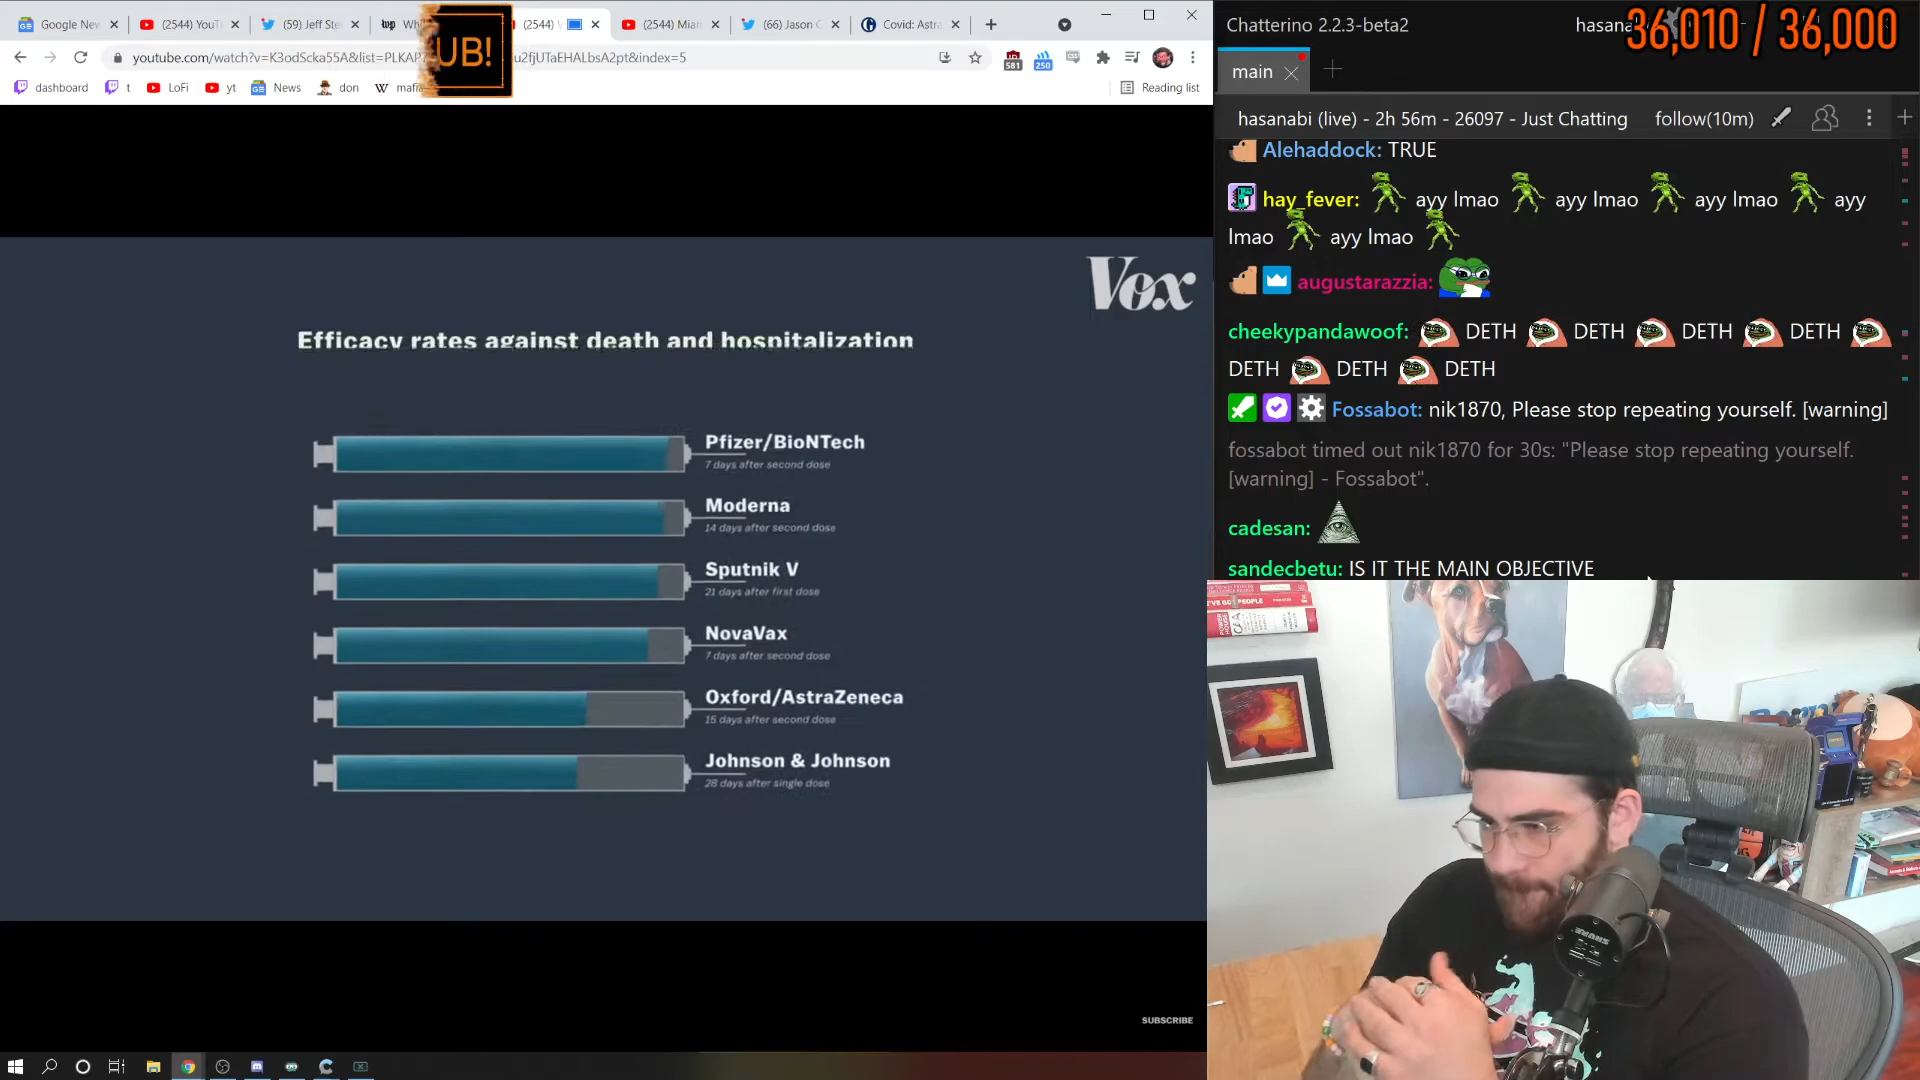 Google New
(2544) YouT
(59) Jeff Ste
Wh
(2544) V
(2544) Mian
(66) Jason C
Covid: Astra
UB!
youtube.com/watch?v=K3odScka55A&list=PLKAP
u2fjUTaEHALbsA2pt&index=5
581
250
dashboard
t
LoFi
yt
News
don
mafia
Reading list
Vox
Efficacy rates against death and hospitalization
Pfizer/BioNTech
7 days after second dose
Moderna
14 days after second dose
Sputnik V
21 days after first dose
NovaVax
7 days after second dose
Oxford/AstraZeneca
15 days after second dose
Johnson & Johnson
28 days after single dose
SUBSCRIBE
Chatterino 2.2.3-beta2
hasana
36,010 / 36,000
main
hasanabi (live) - 2h 56m - 26097 - Just Chatting
follow(10m)
Alehaddock: TRUE
hay_fever: ayy lmao ayy lmao ayy lmao ayy
lmao ayy lmao
augustarazzia:
cheekypandawoof: DETH DETH DETH DETH
DETH DETH DETH
Fossabot: nik1870, Please stop repeating yourself. [warning]
fossabot timed out nik1870 for 30s: "Please stop repeating yourself.
[warning] - Fossabot".
cadesan:
sandecbetu: IS IT THE MAIN OBJECTIVE
PEOPLE
POWER
HOUSE
SHURE